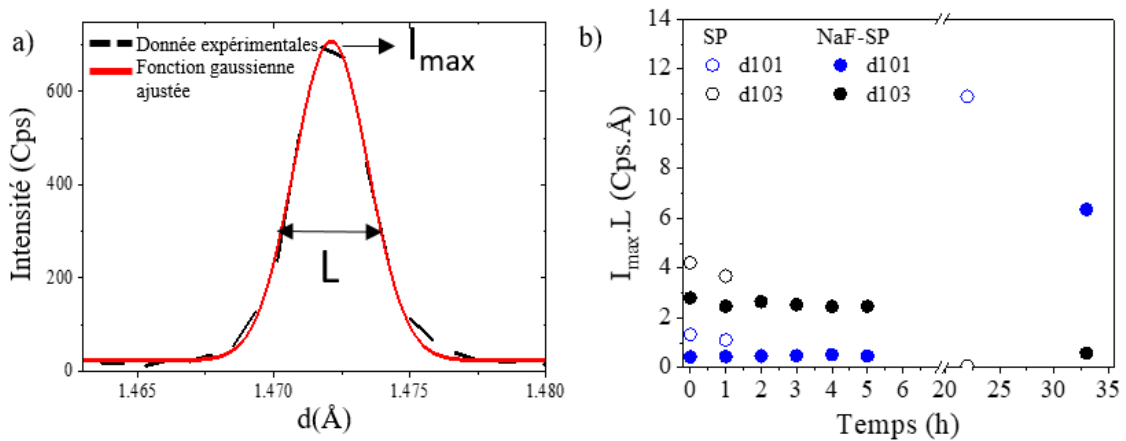 a)
Donnée expérimentales
Fonction gaussienne
ajustée
I_max
L
Intensité (Cps)
600
400
200
0
1.465
1.470
1.475
1.480
d(Å)
b)
SP
NaF-SP
d101
d101
d103
d103
I_max.L (Cps.Å)
14
12
10
8
6
4
2
0
0
1
2
3
4
5
6
20
25
30
35
Temps (h)